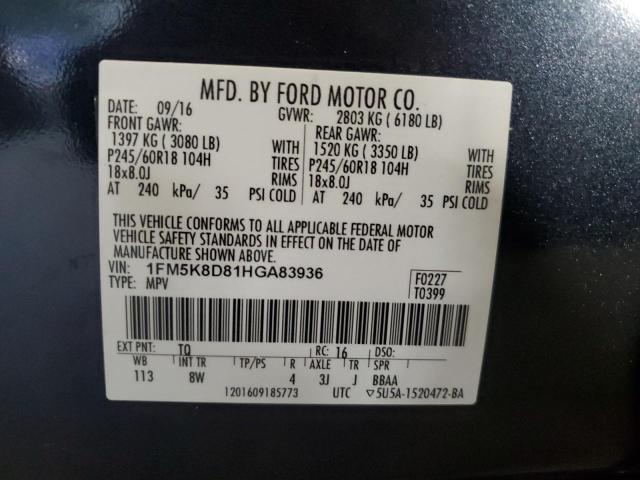 MFD. BY FORD MOTOR CO.
DATE: 09/16 GVWR: 2803 KG ( 6180 LB)
FRONT GAWR: REAR GAWR:
1397 KG ( 3080 LB) 1520 KG ( 3350 LB)
P245/60R18 104H TIRES P245/60R18 104H TIRES
18x8.0J RIMS 18x8.0J RIMS
AT 240 kPa/ 35 PSI COLD AT 240 kPa/ 35 PSI COLD
THIS VEHICLE CONFORMS TO ALL APPLICABLE FEDERAL MOTOR
VEHICLE SAFETY STANDARDS IN EFFECT ON THE DATE OF
MANUFACTURE SHOWN ABOVE.
VIN: 1FM5K8D81HGA83936 F0227
TYPE: MPV T0399
EXT PNT: TQ RC: 16 DSO:
WB INT TR TP/PS R AXLE TR SPR
113 8W 4 3J J BBAA
1201609185773 UTC ▽5U5A-1520472-BA